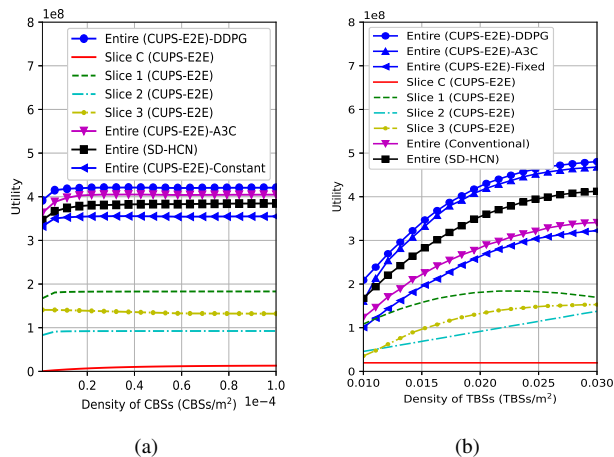 1e8
8
7
6
5
4
3
2
1
0
Utility
Entire (CUPS-E2E)-DDPG
Slice C (CUPS-E2E)
Slice 1 (CUPS-E2E)
Slice 2 (SD-HCN)
Slice 3 (CUPS-E2E)
Entire (CUPS-E2E)-A3C
Entire (SD-HCN)
Entire (CUPS-E2E)-Constant
0.2 0.4 0.6 0.8 1.0
1e−4
Density of CBSs (CBSs/m²)
(a)
1e8
8
7
6
5
4
3
2
1
0
Utility
Entire (CUPS-E2E)-DDPG
Entire (CUPS-E2E)-A3C
Entire (CUPS-E2E)-Fixed
Slice C (CUPS-E2E)
Slice 1 (CUPS-E2E)
Slice 2 (CUPS-E2E)
Slice 3 (CUPS-E2E)
Entire (Conventional)
Entire (SD-HCN)
0.010 0.015 0.020 0.025 0.030
Density of TBSs (TBSs/m²)
(b)